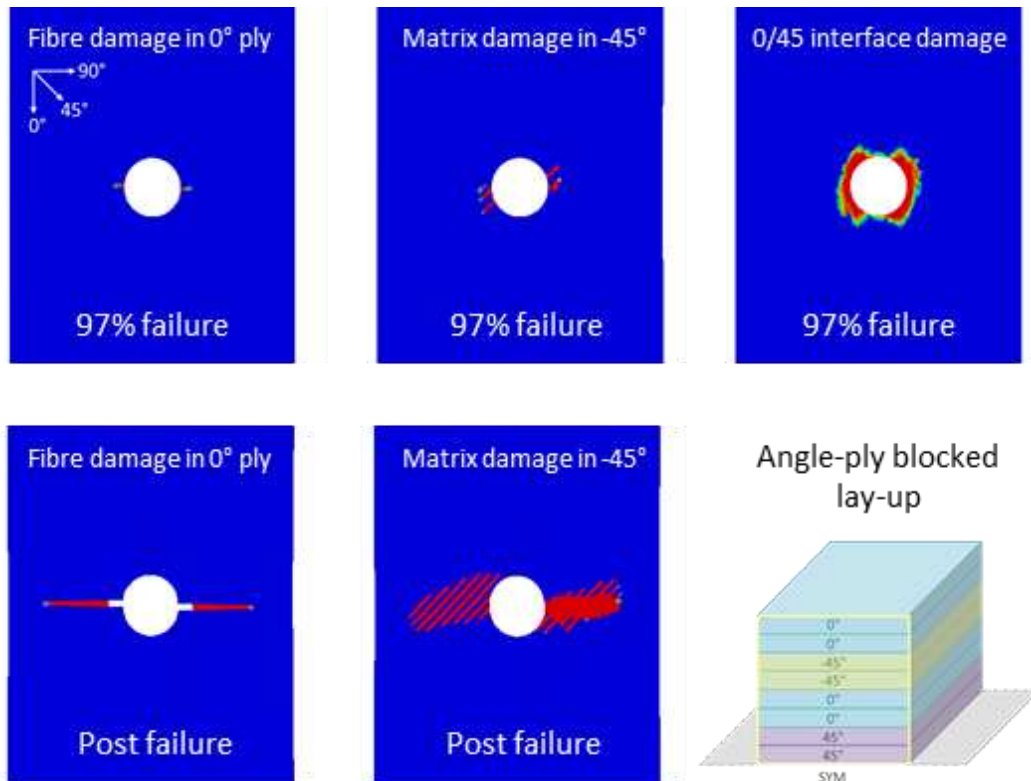 Fibre damage in 0° ply
90°
45°
0°
97% failure
Matrix damage in -45°
97% failure
0/45 interface damage
97% failure
Fibre damage in 0° ply
Post failure
Matrix damage in -45°
Post failure
Angle-ply blocked
lay-up
0°
0°
-45°
-45°
0°
0°
45°
45°
SYM